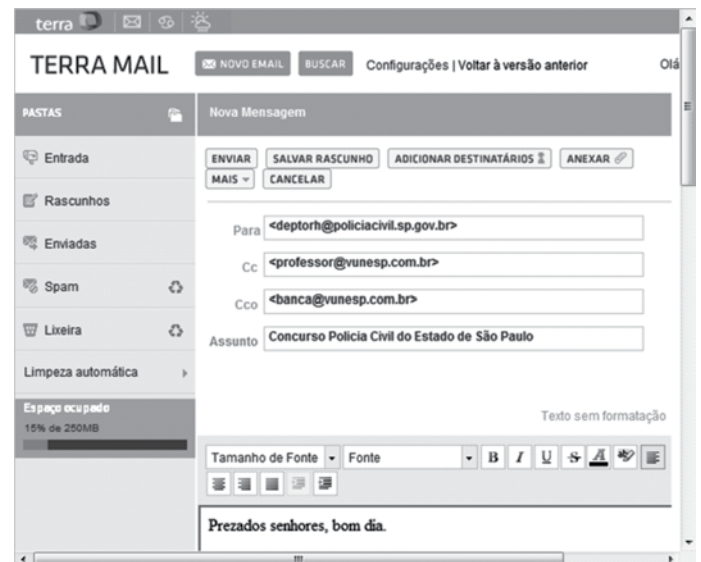 terra
TERRA MAIL
NOVO EMAIL BUSCAR Configurações | Voltar à versão anterior Olá
PASTAS
Nova Mensagem
Entrada
Rascunhos
Enviadas
Spam
Lixeira
Limpeza automática
Espaço ocupado
15% de 250MB
ENVIAR SALVAR RASCUNHO ADICIONAR DESTINATÁRIOS ANEXAR
MAIS CANCELAR
Para <deptorh@policiacivil.sp.gov.br>
Cc <professor@vunesp.com.br>
Cco <banca@vunesp.com.br>
Assunto Concurso Policia Civil do Estado de São Paulo
Texto sem formatação
Tamanho de Fonte Fonte B I U S A
Prezados senhores, bom dia.